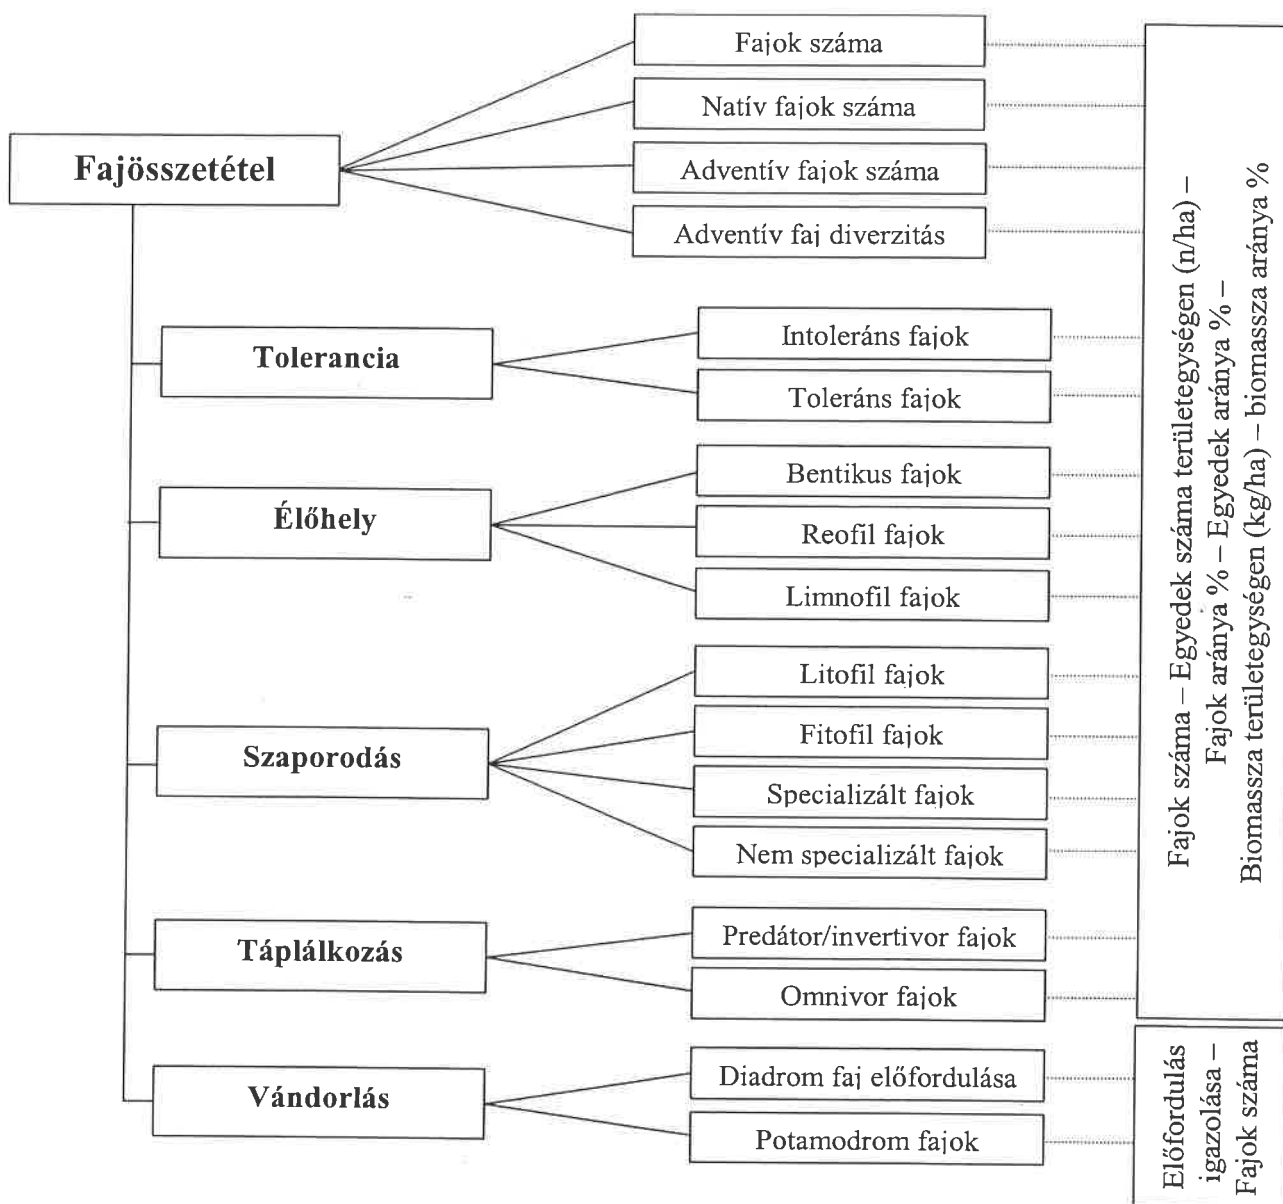 Fajösszetétel
Fajok száma
Natív fajok száma
Adventív fajok száma
Adventív faj diverzitás
Tolerancia
Intoleráns fajok
Toleráns fajok
Élőhely
Bentikus fajok
Reofil fajok
Limnofil fajok
Szaporodás
Litofil fajok
Fitofil fajok
Specializált fajok
Nem specializált fajok
Táplálkozás
Predátor/invertivor fajok
Omnivor fajok
Vándorlás
Diadrom faj előfordulása
Potamodrom fajok
Fajok száma – Egyedek száma területegységen (n/ha) –
Fajok aránya % – Egyedek aránya % –
Biomassza területegységen (kg/ha) – biomassza aránya %
Előfordulás
igazolása –
Fajok száma